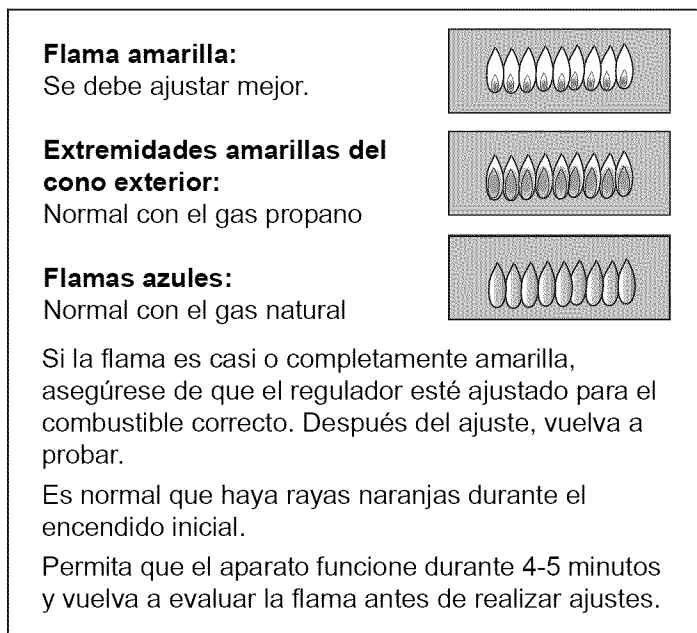 Flama amarilla:
Se debe ajustar mejor.
Extremidades amarillas del
cono exterior:
Normal con el gas propano
Flamas azules:
Normal con el gas natural
Si la flama es casi o completamente amarilla,
asegúrese de que el regulador esté ajustado para el
combustible correcto. Después del ajuste, vuelva a
probar.
Es normal que haya rayas naranjas durante el
encendido inicial.
Permita que el aparato funcione durante 4-5 minutos
y vuelva a evaluar la flama antes de realizar ajustes.